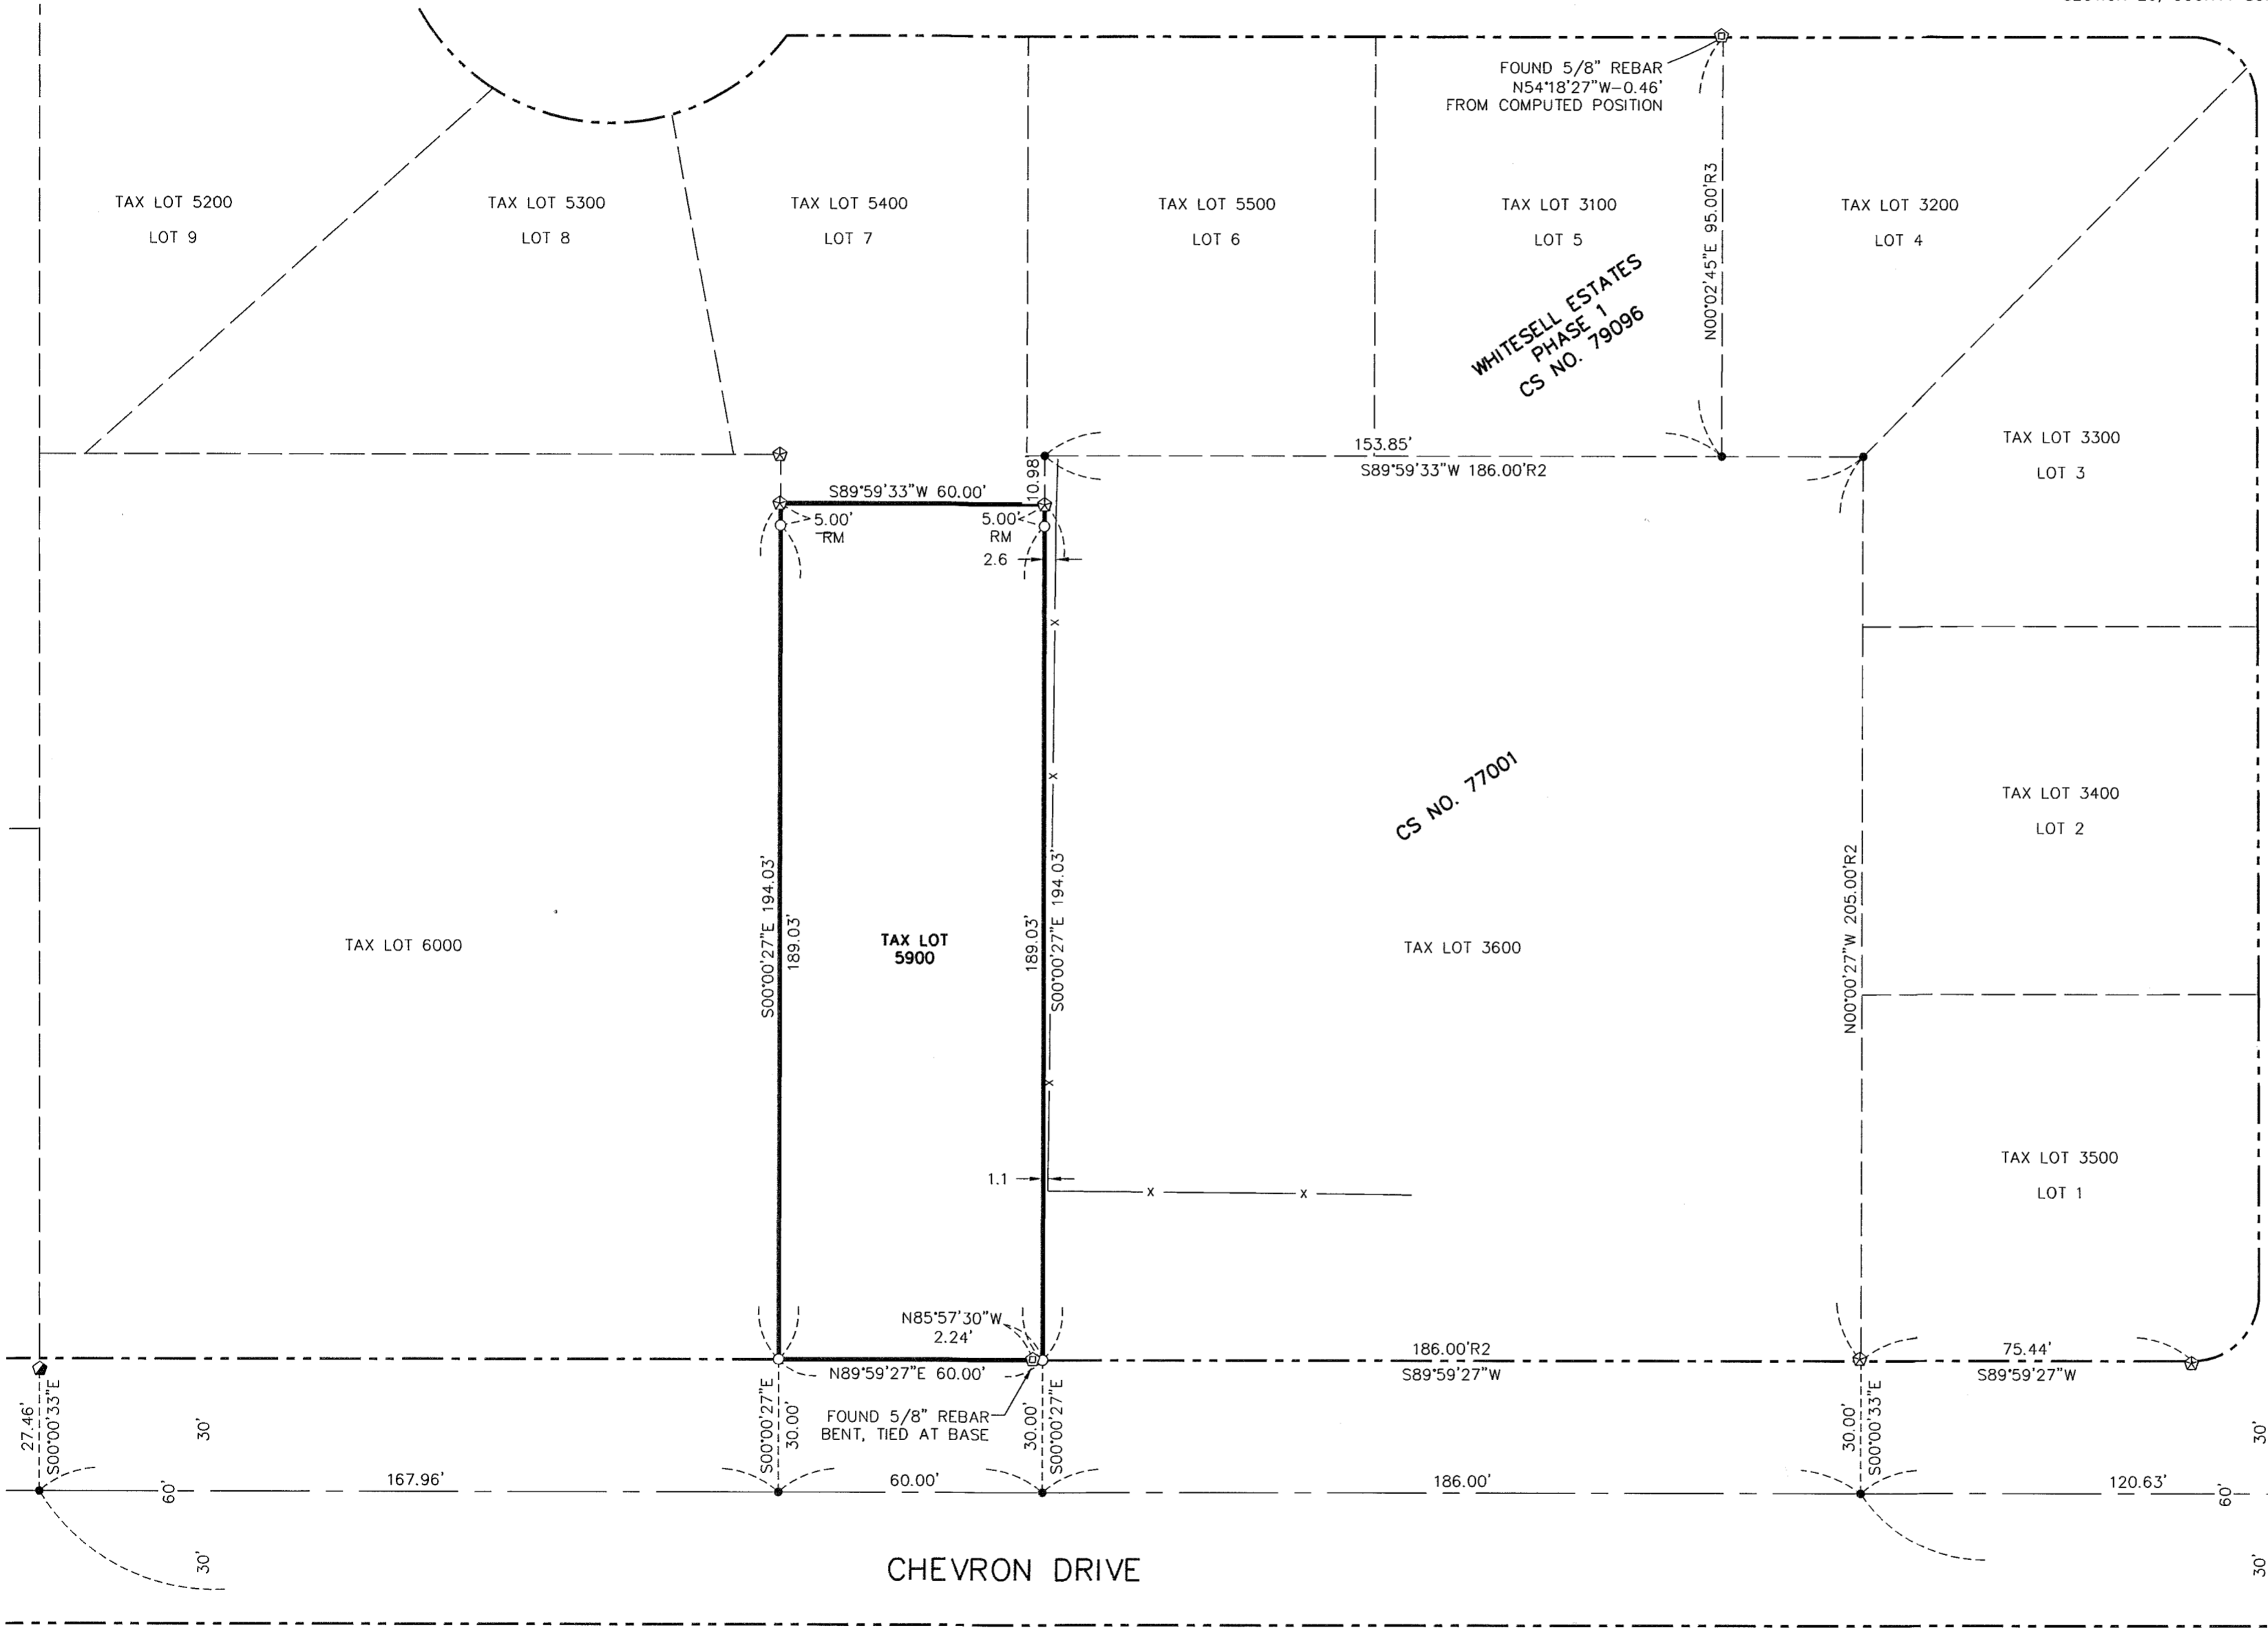 FOUND 5/8" REBAR
N54°18'27"W-0.46'
FROM COMPUTED POSITION
TAX LOT 5200
LOT 9
TAX LOT 5300
LOT 8
TAX LOT 5400
LOT 7
TAX LOT 5500
LOT 6
TAX LOT 3100
LOT 5
N00°02'45"E 95.00'R3
TAX LOT 3200
LOT 4
WHITESELL ESTATES
PHASE 1
CS NO. 79096
TAX LOT 3300
LOT 3
153.85'
S89°59'33"W 186.00'R2
10.98
S89°59'33"W 60.00'
5.00'
RM
5.00'
RM
2.6
X
X
X
CS NO. 77001
TAX LOT 3400
LOT 2
TAX LOT 6000
S00°00'27"E 194.03'
189.03'
TAX LOT
5900
189.03'
S00°00'27"E 194.03'
TAX LOT 3600
N00°00'27"W 205.00'R2
TAX LOT 3500
LOT 1
1.1
X
X
N85°57'30"W
2.24'
N89°59'27"E 60.00'
186.00'R2
S89°59'27"W
75.44'
S89°59'27"W
FOUND 5/8" REBAR
BENT, TIED AT BASE
27.46'
S00°00'33"E
30'
S00°00'27"E
30.00'
30.00'
S00°00'27"E
30.00'
S00°00'33"E
30'
60'
167.96'
60.00'
186.00'
120.63'
60'
30'
CHEVRON DRIVE
30'